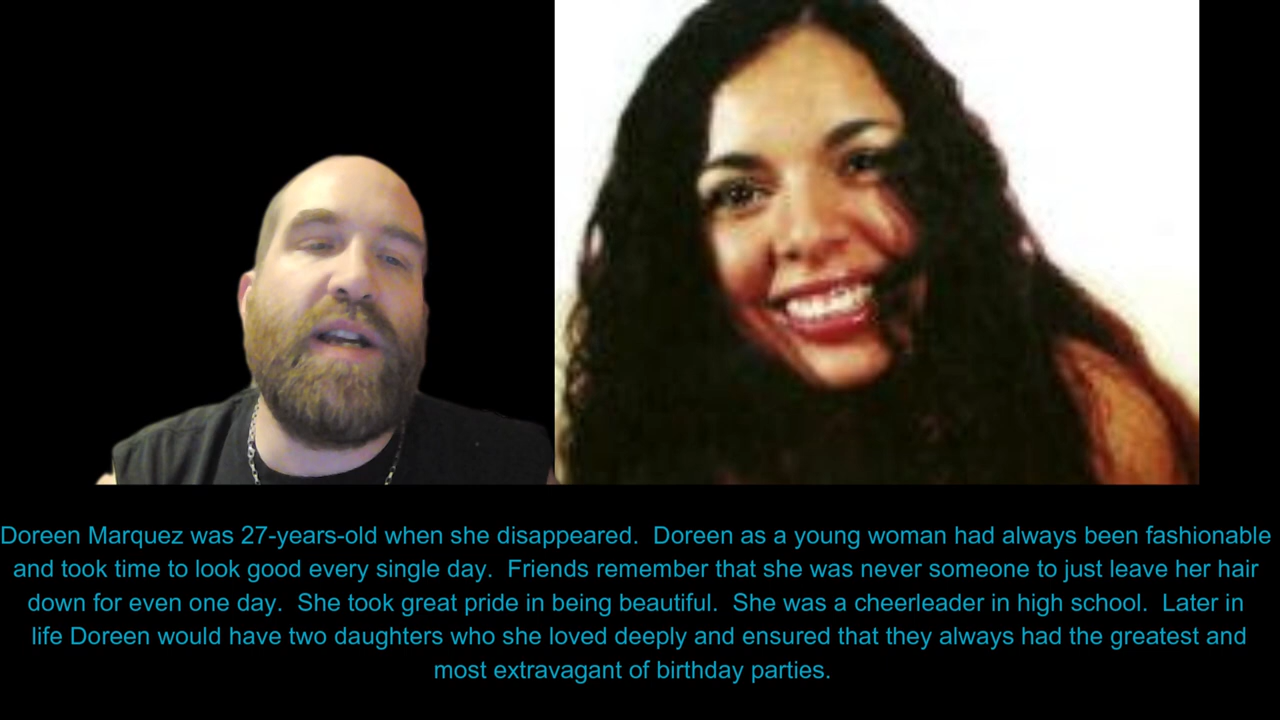 Doreen Marquez was 27-years-old when she disappeared.  Doreen as a young woman had always been fashionable
and took time to look good every single day.  Friends remember that she was never someone to just leave her hair
down for even one day.  She took great pride in being beautiful.  She was a cheerleader in high school.  Later in
life Doreen would have two daughters who she loved deeply and ensured that they always had the greatest and
most extravagant of birthday parties.